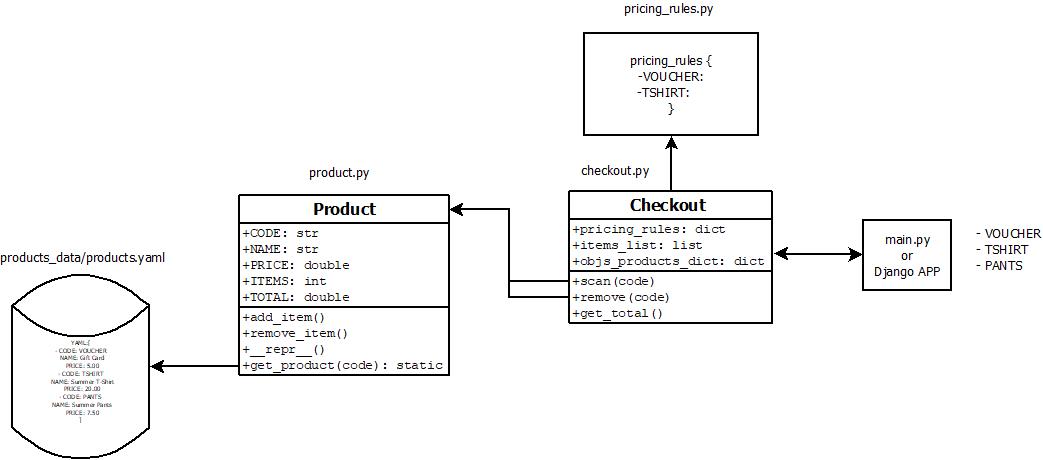 pricing_rules.py
pricing_rules {
-VOUCHER:
-TSHIRT:
}
checkout.py
Checkout
+pricing_rules: dict
+items_list: list
+objs_products_dict: dict
+scan(code)
+remove(code)
+get_total()
main.py
or
Django APP
- VOUCHER
- TSHIRT
- PANTS
product.py
Product
+CODE: str
+NAME: str
+PRICE: double
+ITEMS: int
+TOTAL: double
+add_item()
+remove_item()
+__repr__()
+get_product(code): static
products_data/products.yaml
YAML:{
- CODE: VOUCHER
NAME: Gift Card
PRICE: 5.00
- CODE: TSHIRT
NAME: Summer T-Shirt
PRICE: 20.00
- CODE: PANTS
NAME: Summer Pants
PRICE: 7.50
}